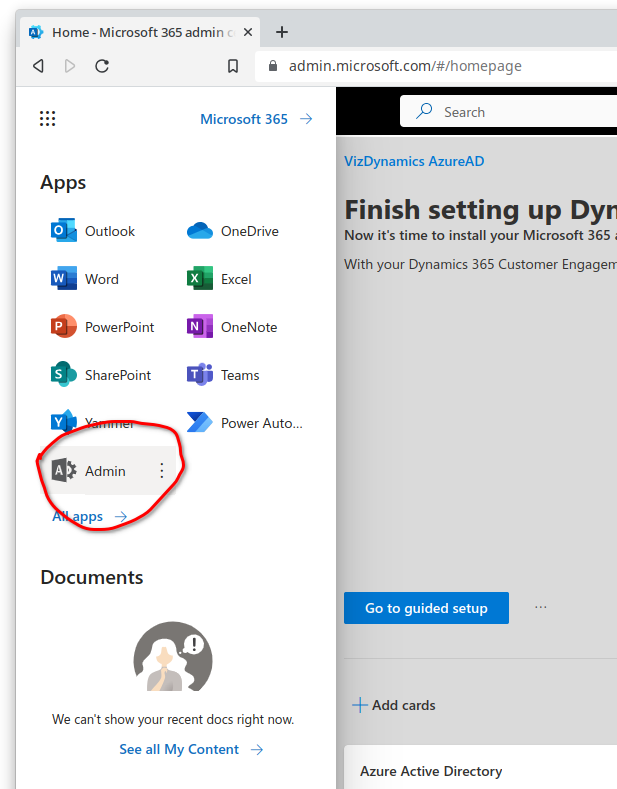 Home - Microsoft 365 admin c
admin.microsoft.com/#/homepage
Microsoft 365
Search
Apps
Outlook
OneDrive
Word
Excel
PowerPoint
OneNote
SharePoint
Teams
Yammer
Power Auto...
Admin
All apps
Documents
We can't show your recent docs right now.
See all My Content
VizDynamics AzureAD
Finish setting up Dyn
Now it's time to install your Microsoft 365 a
With your Dynamics 365 Customer Engagem
Go to guided setup
...
Add cards
Azure Active Directory